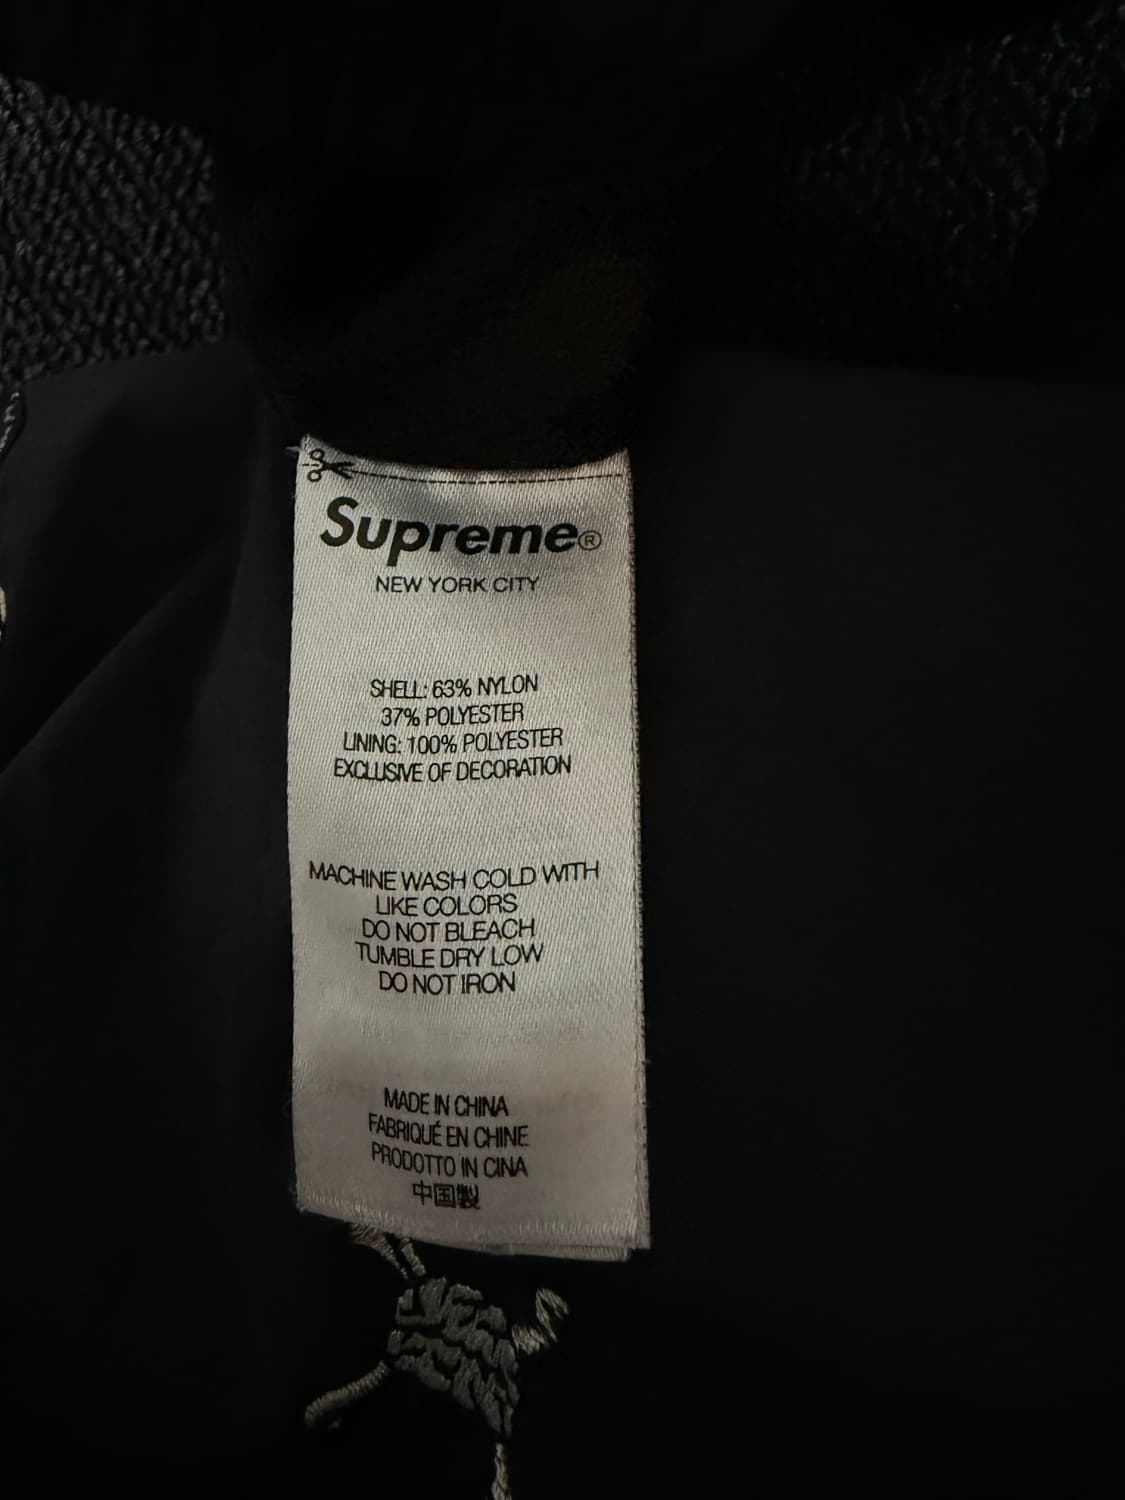 Supreme®
NEW YORK CITY
SHELL: 63% NYLON
37% POLYESTER
LINING: 100% POLYESTER
EXCLUSIVE OF DECORATION
MACHINE WASH COLD WITH
LIKE COLORS
DO NOT BLEACH
TUMBLE DRY LOW
DO NOT IRON
MADE IN CHINA
FABRIQUÉ EN CHINE
PRODOTTO IN CINA
中国製